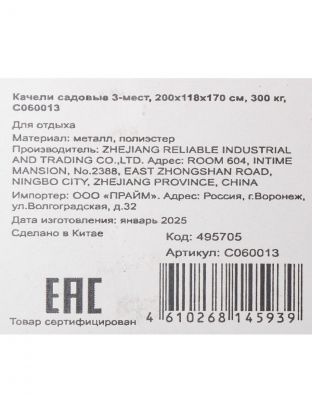 Качели садовые 3-мест, 200х118х170 см, 300 кг,
С060013
Для отдыха
Материал: металл, полиэстер
Производитель: ZHEJIANG RELIABLE INDUSTRIAL
AND TRADING CO.,LTD. Адрес: ROOM 604, INTIME
MANSION, No.2388, EAST ZHONGSHAN ROAD,
NINGBO CITY, ZHEJIANG PROVINCE, CHINA
Импортер: ООО «ПРАЙМ». Адрес: Россия, г.Воронеж,
ул.Волгоградская, д.32
Дата изготовления: январь 2025
Сделано в Китае
Код: 495705
Артикул: С060013
ЕАС
Товар сертифицирован
4 610268 145939